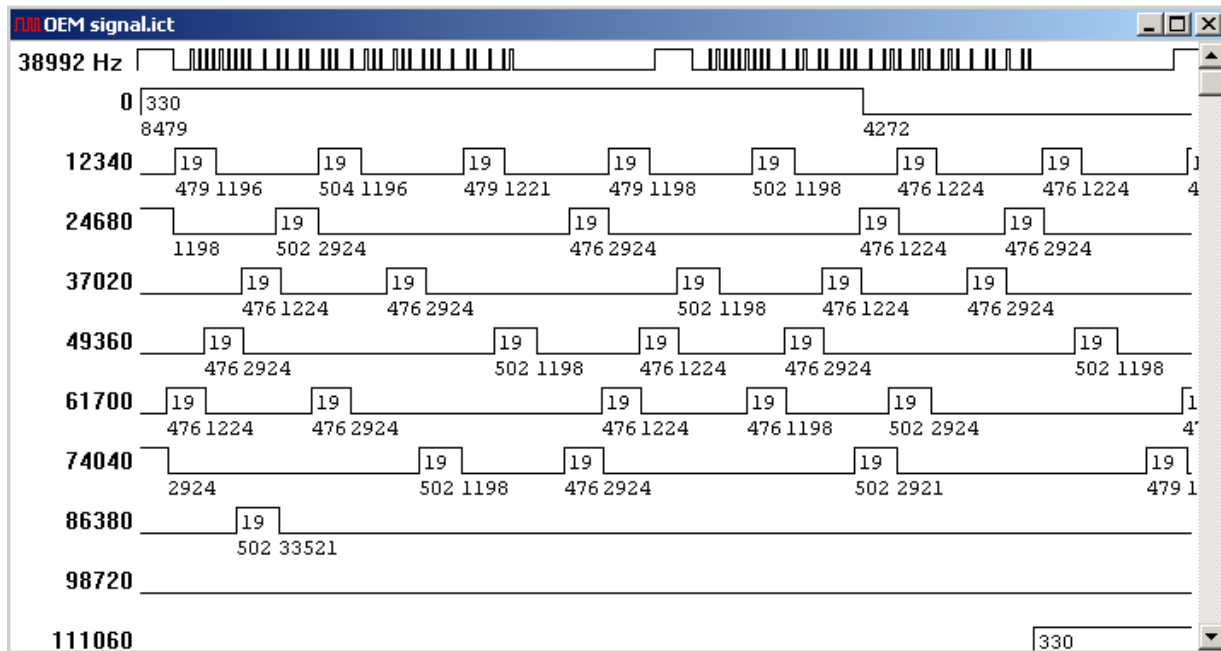 OEM signal.ict
38992 Hz
0 330
8479 4272
12340 19 19 19 19 19 19 19
479 1196 504 1196 479 1221 479 1198 502 1198 476 1224 476 1224
24680 19 19 19 19
1198 502 2924 476 2924 476 1224 476 2924
37020 19 19 19 19 19
476 1224 476 2924 502 1198 476 1224 476 2924
49360 19 19 19 19 19
476 2924 502 1198 476 1224 476 2924 502 1198
61700 19 19 19 19 19
476 1224 476 2924 476 1224 476 1198 502 2924
74040 19 19 19 19
2924 502 1198 476 2924 502 2921 479
86380 19
502 33521
98720
111060 330